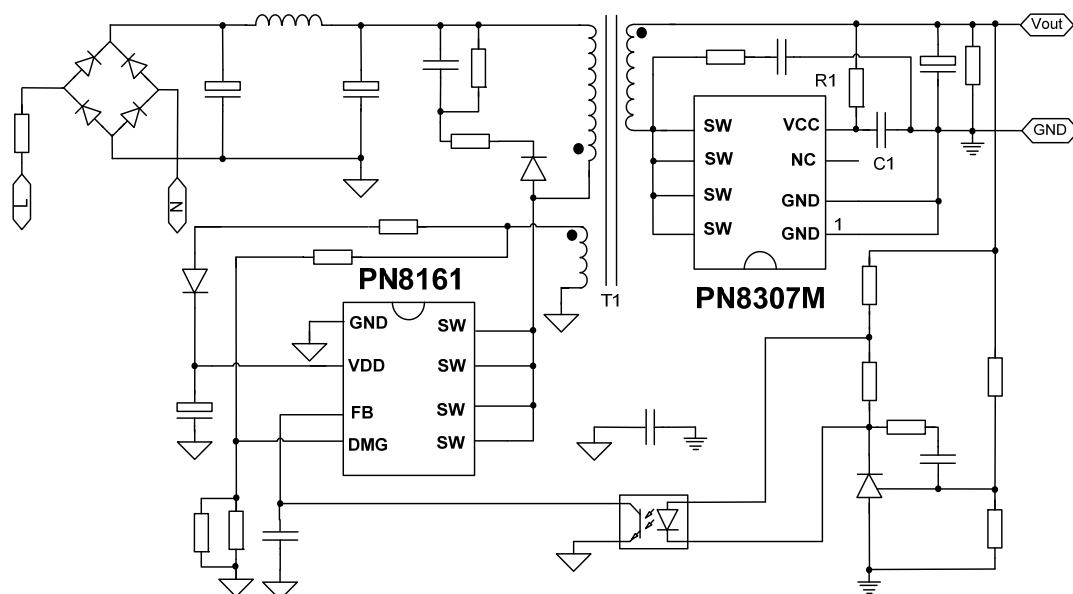 Vout
R1
SW
VCC
GND
SW
NC
C1
SW
GND
L
N
SW
GND
1
PN8161
T1
PN8307M
GND
SW
VDD
SW
FB
SW
DMG
SW